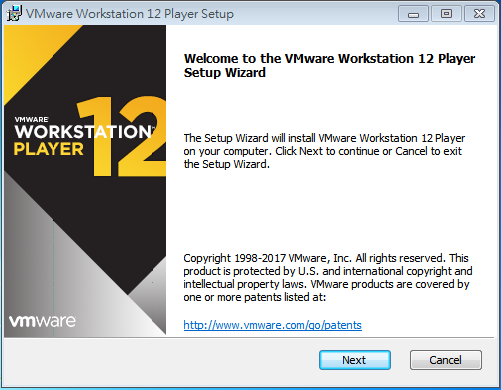 VMware Workstation 12 Player Setup
VMWARE
WORKSTATION
PLAYER
12
vmware
Welcome to the VMware Workstation 12 Player
Setup Wizard
The Setup Wizard will install VMware Workstation 12 Player
on your computer. Click Next to continue or Cancel to exit
the Setup Wizard.
Copyright 1998-2017 VMware, Inc. All rights reserved. This
product is protected by U.S. and international copyright and
intellectual property laws. VMware products are covered by
one or more patents listed at:
http://www.vmware.com/go/patents
Next
Cancel